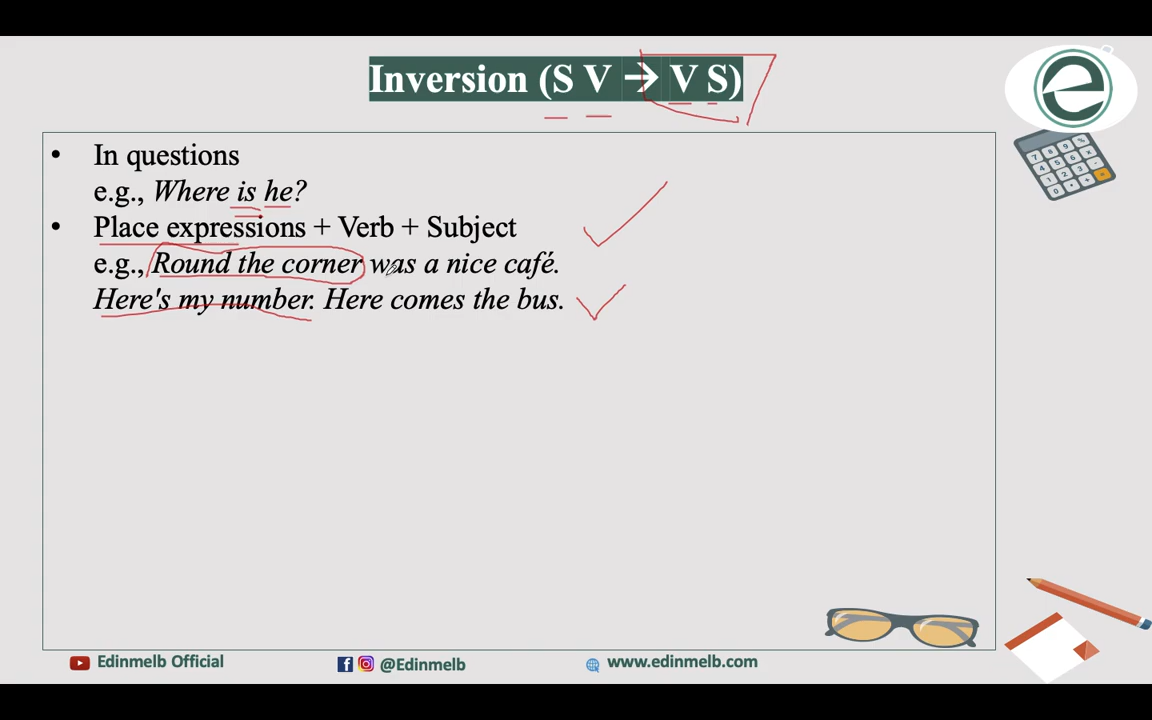 Inversion (S V → V S)
• In questions
e.g., Where is he?
• Place expressions + Verb + Subject
e.g., Round the corner was a nice café.
Here's my number. Here comes the bus.
Edinmelb Official
@Edinmelb
www.edinmelb.com